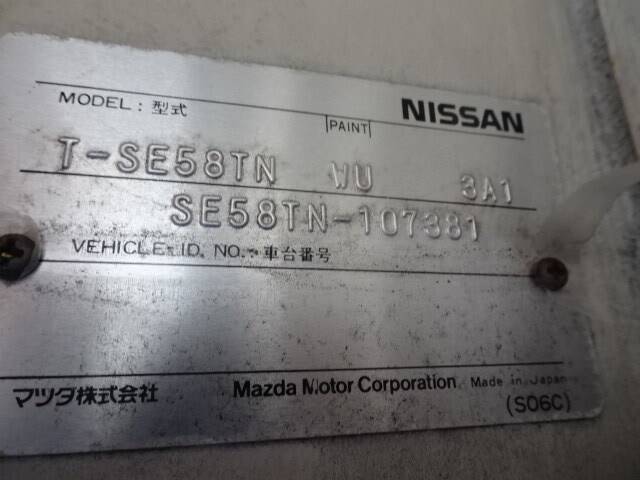 MODEL : 型式 PAINT NISSAN
T-SE58TN WU 3A1
SE58TN-107381
VEHICLE ID. NO. : 車台番号
マツダ株式会社 Mazda Motor Corporation Made in Japan
(S06C)